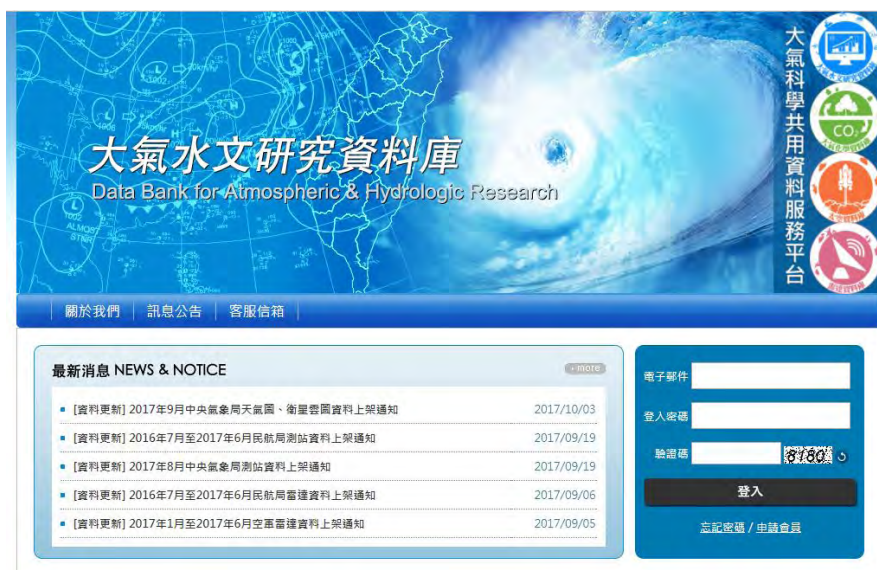 大氣水文研究資料庫
Data Bank for Atmospheric & Hydrologic Research
大氣科學共用資料服務平台
CO₂
關於我們
訊息公告
客服信箱
最新消息 NEWS & NOTICE
more
[資料更新] 2017年9月中央氣象局天氣圖、衛星雲圖資料上架通知 2017/10/03
[資料更新] 2016年7月至2017年6月民航局測站資料上架通知 2017/09/19
[資料更新] 2017年8月中央氣象局測站資料上架通知 2017/09/19
[資料更新] 2016年7月至2017年6月民航局雷達資料上架通知 2017/09/06
[資料更新] 2017年1月至2017年6月空軍雷達資料上架通知 2017/09/05
電子郵件
登入密碼
驗證碼 8180
登入
忘記密碼 / 申請會員